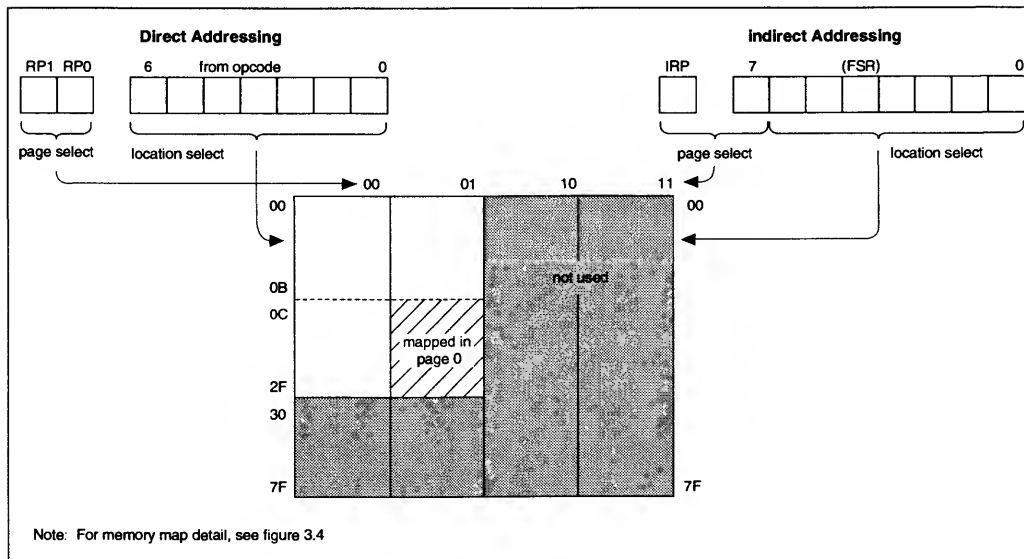 Direct Addressing
indirect Addressing
RP1 RP0
6 from opcode 0
IRP
7 (FSR) 0
page select
location select
page select
location select
00 01 10 11
00
00
not used
0B
0C
mapped in
page 0
2F
30
7F
7F
Note: For memory map detail, see figure 3.4